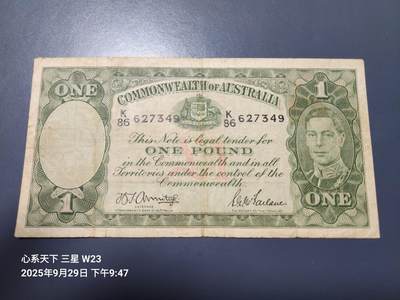 ONE
COMMONWEALTH OF AUSTRALIA
1
K
86 627349
K
86 627349
This Note is legal tender for
ONE POUND
in the Commonwealth and in all
Territories under the control of the
Commonwealth.
1
ONE
心系天下 三星 W23
2025年9月29日 下午9:47